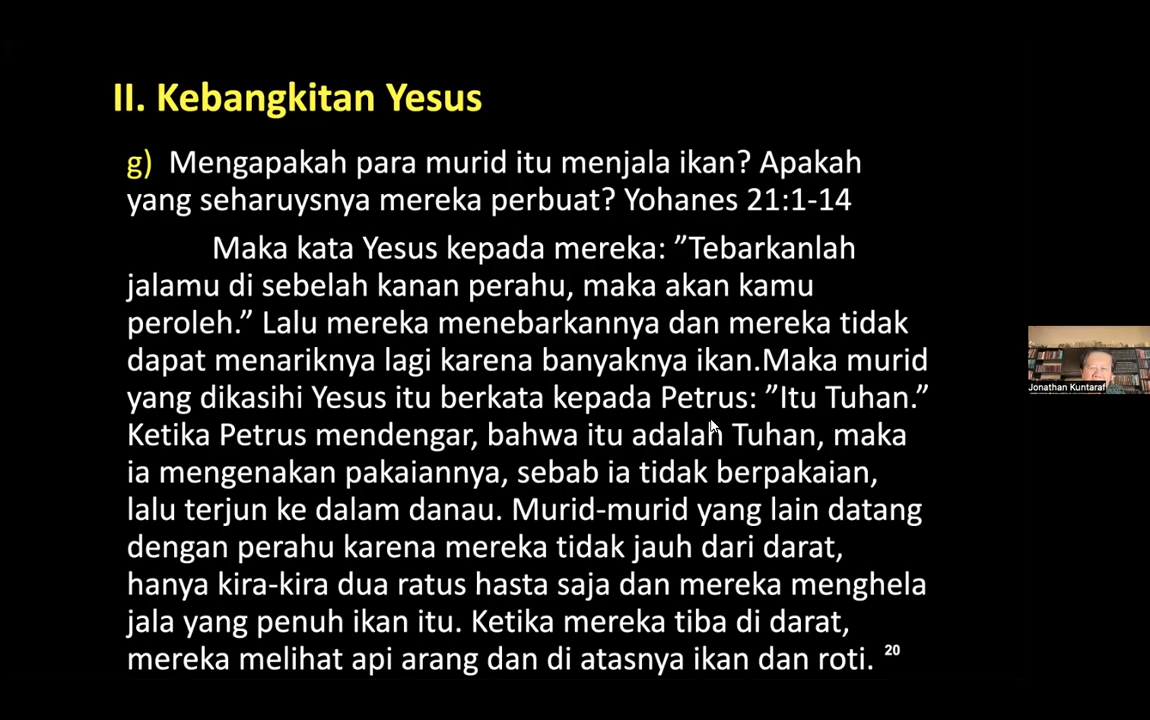 II. Kebangkitan Yesus
g) Mengapakah para murid itu menjala ikan? Apakah
yang seharuysnya mereka perbuat? Yohanes 21:1-14
Maka kata Yesus kepada mereka: ”Tebarkanlah
jalamu di sebelah kanan perahu, maka akan kamu
peroleh.” Lalu mereka menebarkannya dan mereka tidak
dapat menariknya lagi karena banyaknya ikan.Maka murid
yang dikasihi Yesus itu berkata kepada Petrus: ”Itu Tuhan.”
Ketika Petrus mendengar, bahwa itu adalah Tuhan, maka
ia mengenakan pakaiannya, sebab ia tidak berpakaian,
lalu terjun ke dalam danau. Murid-murid yang lain datang
dengan perahu karena mereka tidak jauh dari darat,
hanya kira-kira dua ratus hasta saja dan mereka menghela
jala yang penuh ikan itu. Ketika mereka tiba di darat,
mereka melihat api arang dan di atasnya ikan dan roti. 20
Jonathan Kuntaraf